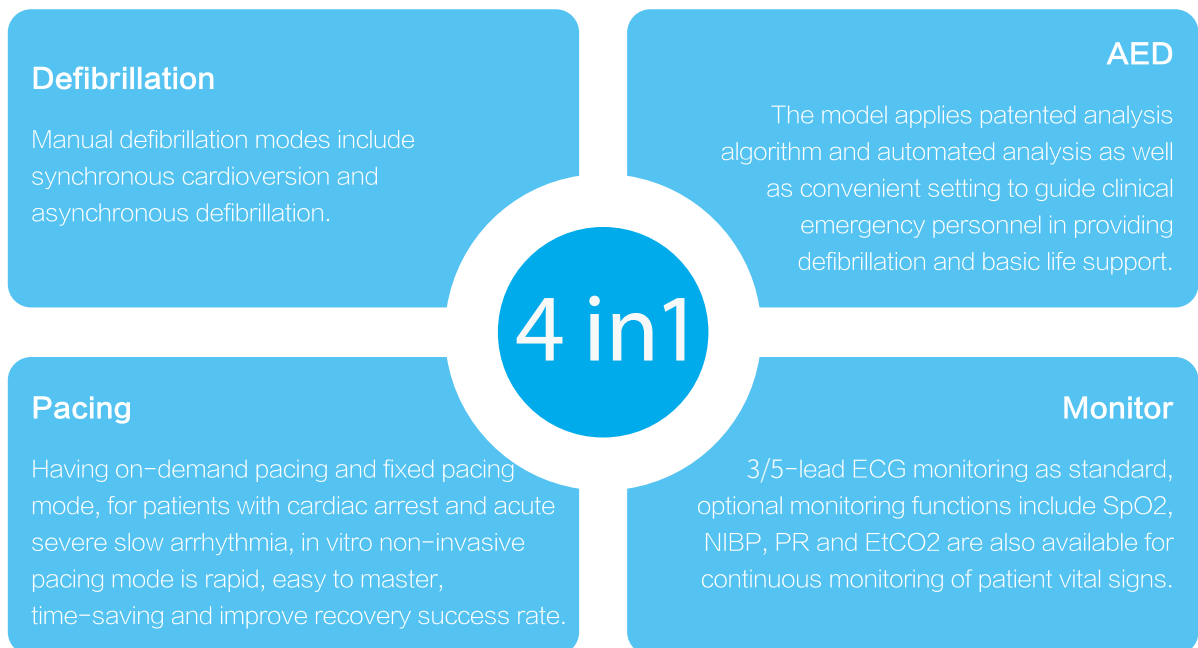 Defibrillation
Manual defibrillation modes include
synchronous cardioversion and
asynchronous defibrillation.
AED
The model applies patented analysis
algorithm and automated analysis as well
as convenient setting to guide clinical
emergency personnel in providing
defibrillation and basic life support.
4 in1
Pacing
Having on-demand pacing and fixed pacing
mode, for patients with cardiac arrest and acute
severe slow arrhythmia, in vitro non-invasive
pacing mode is rapid, easy to master,
time-saving and improve recovery success rate.
Monitor
3/5-lead ECG monitoring as standard,
optional monitoring functions include SpO2,
NIBP, PR and EtCO2 are also available for
continuous monitoring of patient vital signs.